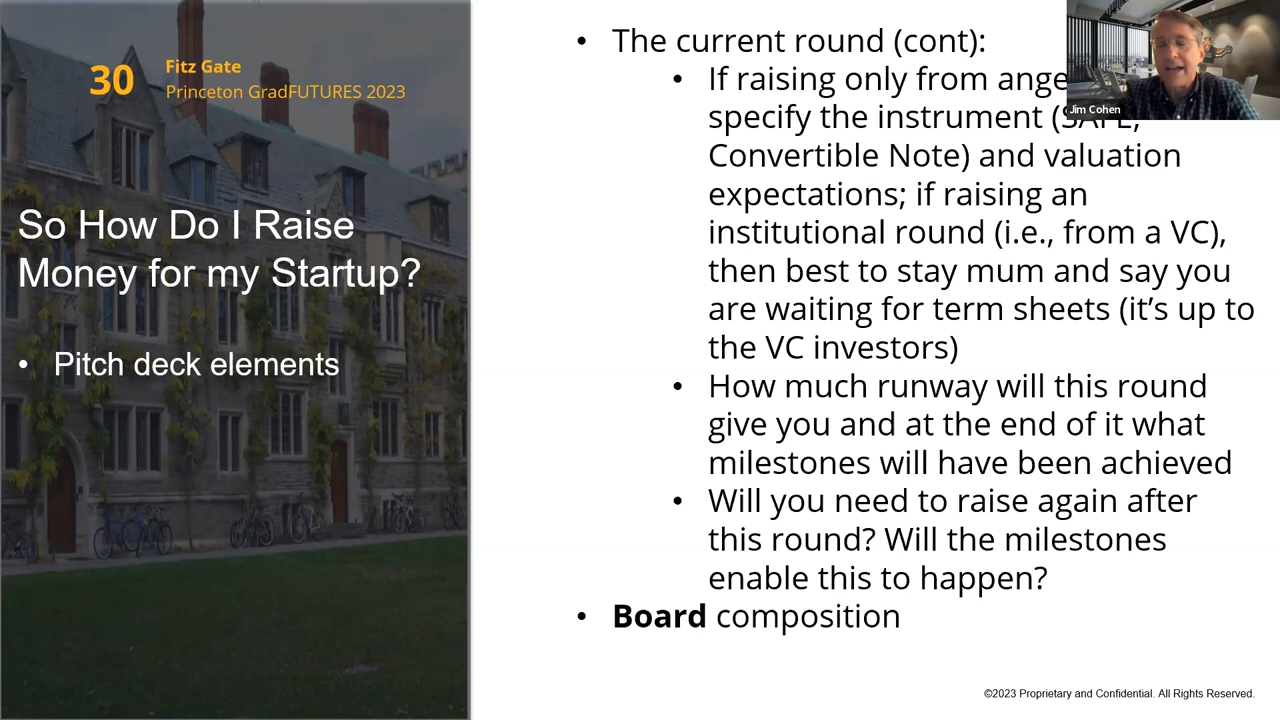 30
Fitz Gate
Princeton GradFUTURES 2023
So How Do I Raise
Money for my Startup?
• Pitch deck elements
• The current round (cont):
• If raising only from ange
specify the instrument (SAFE,
Convertible Note) and valuation
expectations; if raising an
institutional round (i.e., from a VC),
then best to stay mum and say you
are waiting for term sheets (it’s up to
the VC investors)
• How much runway will this round
give you and at the end of it what
milestones will have been achieved
• Will you need to raise again after
this round? Will the milestones
enable this to happen?
• Board composition
Jim Cohen
©2023 Proprietary and Confidential. All Rights Reserved.